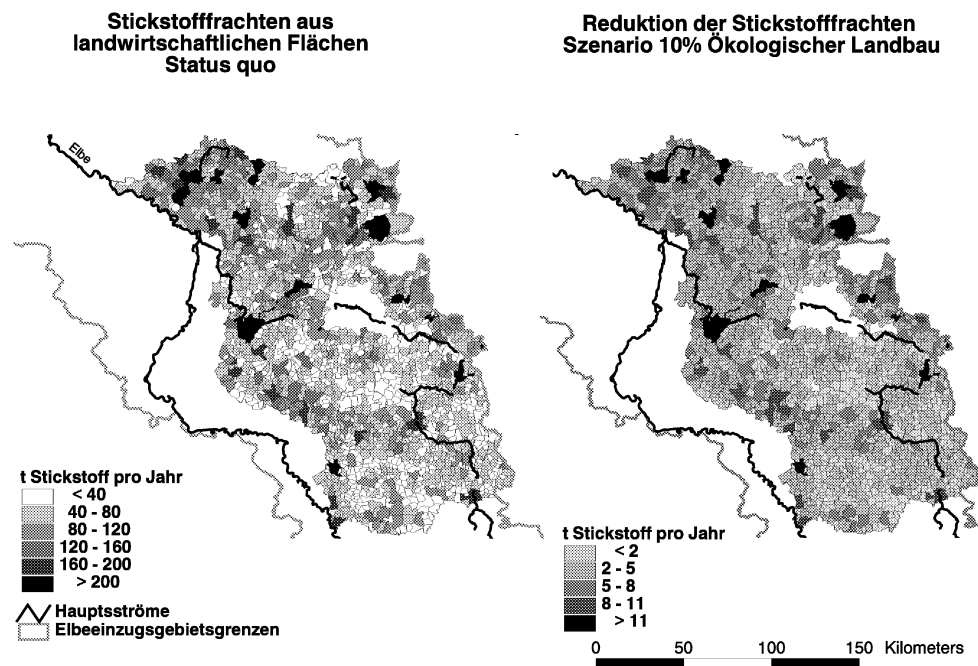 Stickstofffrachten aus
landwirtschaftlichen Flächen
Status quo
Reduktion der Stickstofffrachten
Szenario 10% Ökologischer Landbau
Elbe
t Stickstoff pro Jahr
< 40
40 - 80
80 - 120
120 - 160
160 - 200
> 200
Hauptsströme
Elbeeinzugsgebietsgrenzen
t Stickstoff pro Jahr
< 2
2 - 5
5 - 8
8 - 11
> 11
0 50 100 150 Kilometers